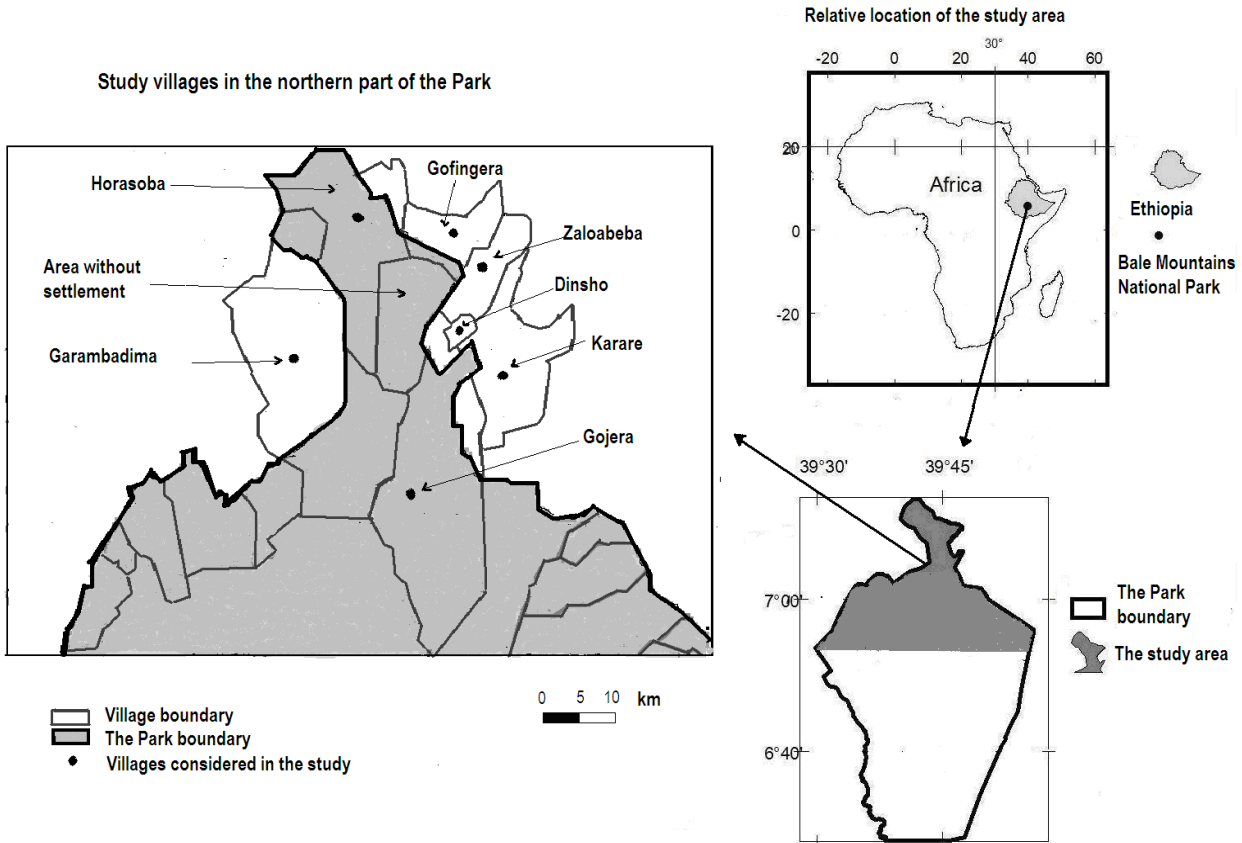 Relative location of the study area
30°
-20 0 20 40 60
Study villages in the northern part of the Park
Horasoba
Gofingera
Zaloabeba
Area without
settlement
Dinsho
Garambadima
Karare
Gojera
20
0
-20
Africa
Ethiopia
Bale Mountains
National Park
39°30' 39°45'
7°00'
6°40'
The Park
boundary
The study area
0 5 10 km
Village boundary
The Park boundary
Villages considered in the study